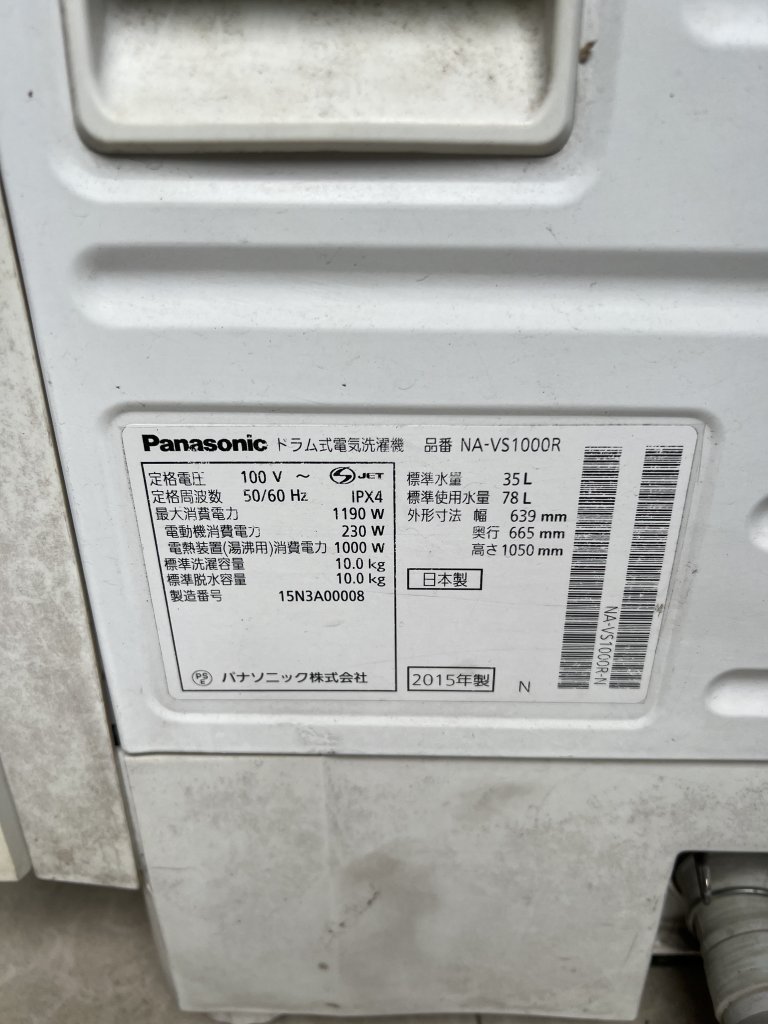 Panasonic ドラム式電気洗濯機 品番 NA-VS1000R
定格電圧 100 V ～ JET
定格周波数 50/60 Hz IPX4
最大消費電力 1190 W
電動機消費電力 230 W
電熱装置(湯沸用)消費電力 1000 W
標準洗濯容量 10.0 kg
標準脱水容量 10.0 kg
製造番号 15N3A00008
PSE パナソニック株式会社
標準水量 35 L
標準使用水量 78 L
外形寸法 幅 639 mm
奥行 665 mm
高さ 1050 mm
日本製
2015年製 N
NA-VS1000R-N